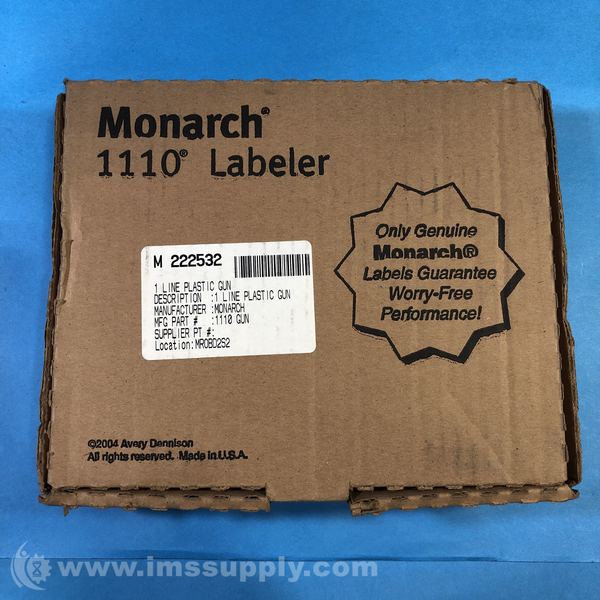 Monarch®
1110® Labeler
Only Genuine
Monarch®
Labels Guarantee
Worry-Free
Performance!
M 222532
1 LINE PLASTIC GUN
DESCRIPTION :1 LINE PLASTIC GUN
MANUFACTURER :MONARCH
MFG PART # :1110 GUN
SUPPLIER PT #:
Location:MROBD2S2
©2004 Avery Dennison
All rights reserved. Made in U.S.A.
www.imssupply.com